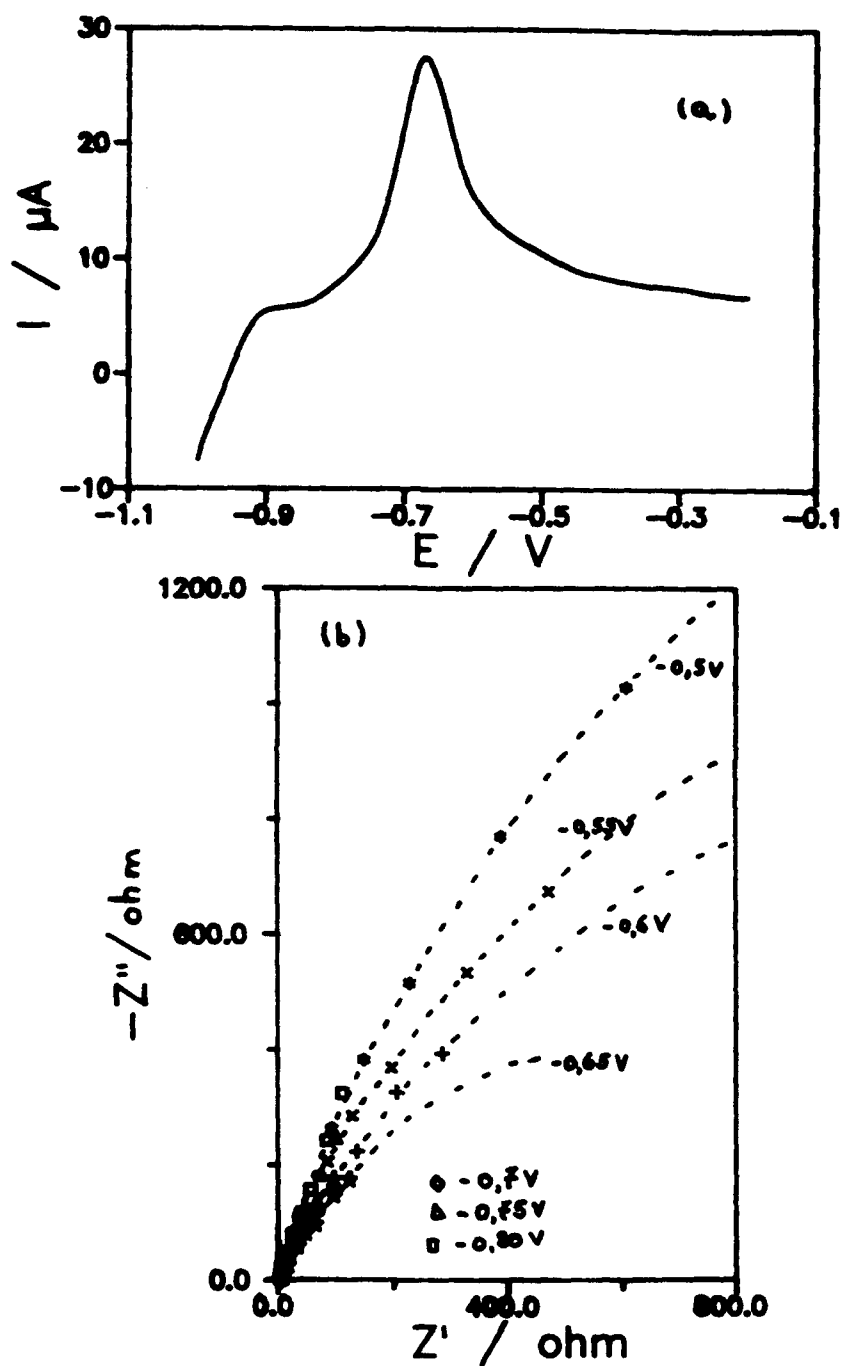 30
20
10
0
-10
I / μA
(a)
-1.1 -0.9 -0.7 -0.5 -0.3 -0.1
E / V
1200.0
600.0
0.0
-Z"/ohm
(b)
-0,5V
-0,55V
-0,6V
-0,65V
-0,7V
-0,75V
-0,80V
0.0 400.0 800.0
Z' / ohm